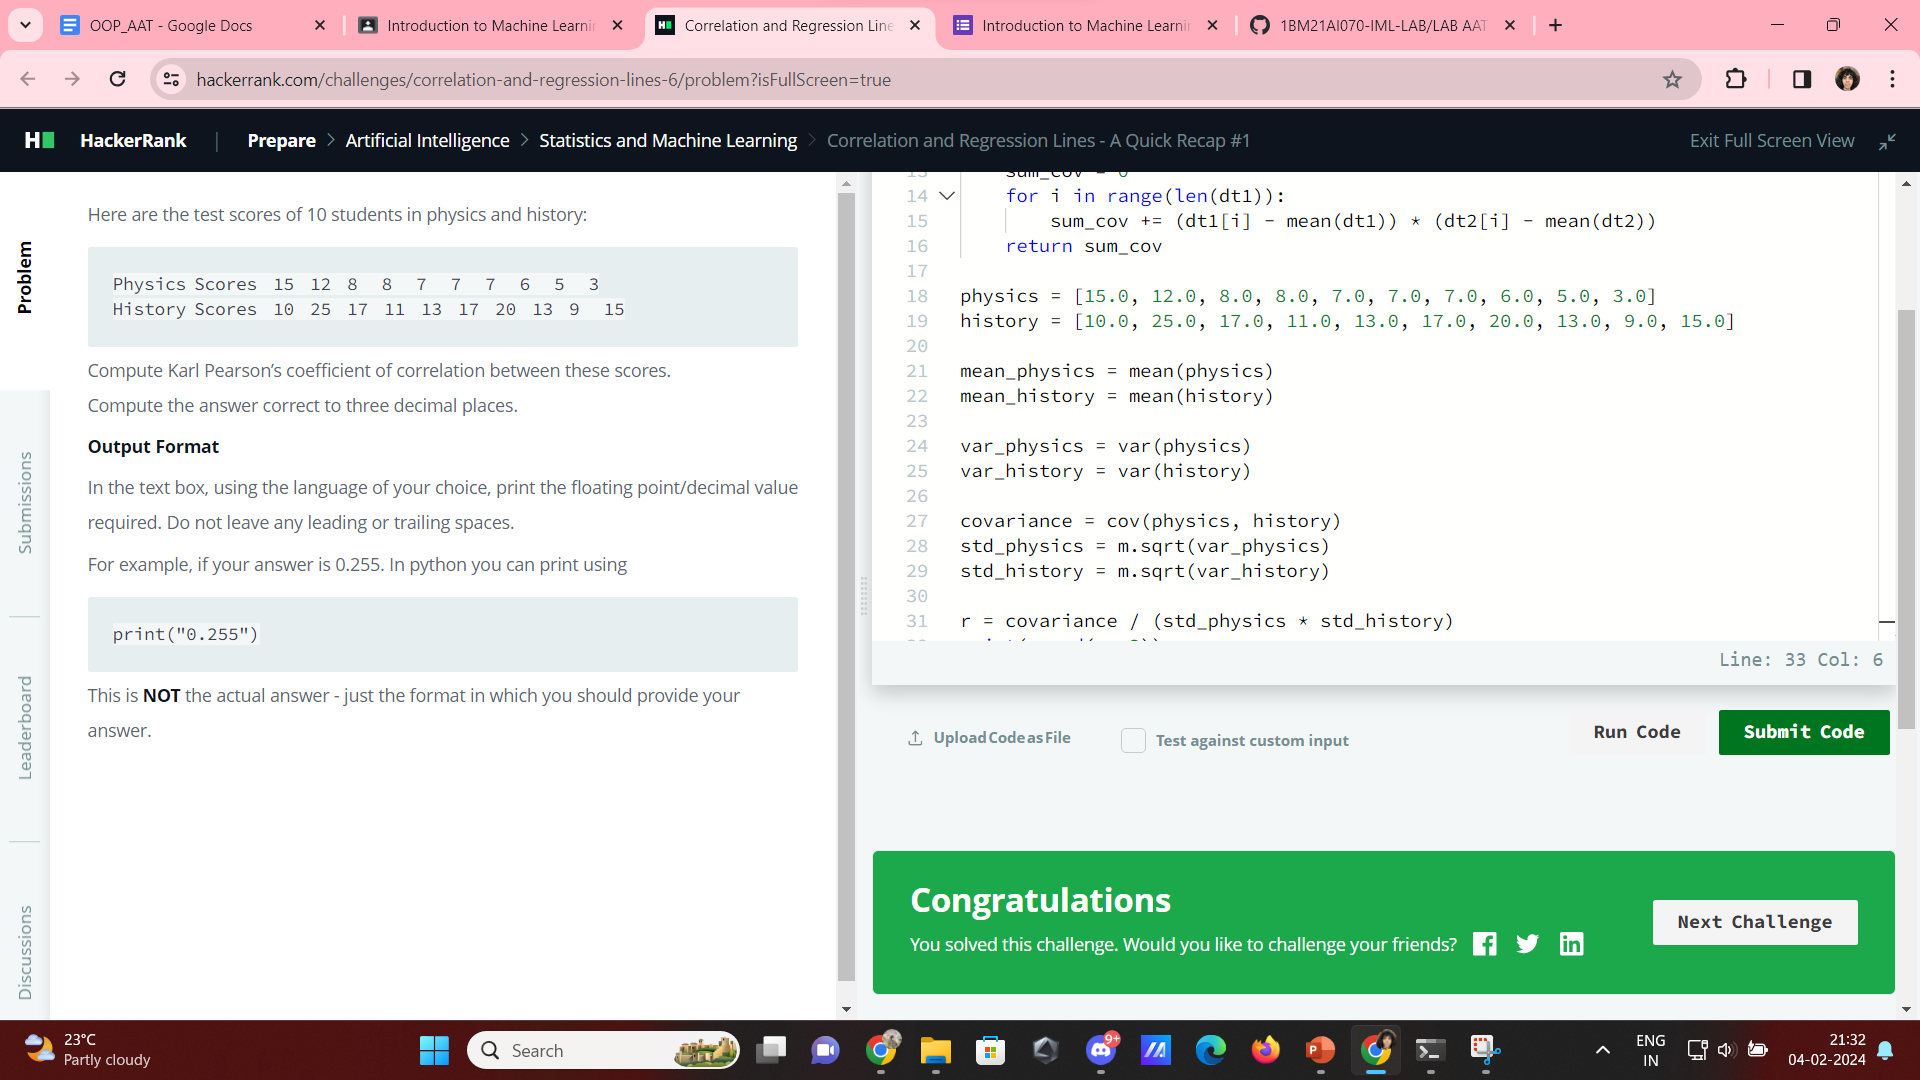 OOP_AAT - Google Docs
Introduction to Machine Learnin
Correlation and Regression Line
Introduction to Machine Learnin
1BM21AI070-IML-LAB/LAB AAT
hackerrank.com/challenges/correlation-and-regression-lines-6/problem?isFullScreen=true
HackerRank | Prepare > Artificial Intelligence > Statistics and Machine Learning > Correlation and Regression Lines - A Quick Recap #1
Exit Full Screen View
Problem
Submissions
Leaderboard
Discussions
Here are the test scores of 10 students in physics and history:
Physics Scores 15 12 8 8 7 7 7 6 5 3
History Scores 10 25 17 11 13 17 20 13 9 15
Compute Karl Pearson’s coefficient of correlation between these scores.
Compute the answer correct to three decimal places.
Output Format
In the text box, using the language of your choice, print the floating point/decimal value
required. Do not leave any leading or trailing spaces.
For example, if your answer is 0.255. In python you can print using
print("0.255")
This is NOT the actual answer - just the format in which you should provide your
answer.
13 sum_cov = 0
14 for i in range(len(dt1)):
15 sum_cov += (dt1[i] - mean(dt1)) * (dt2[i] - mean(dt2))
16 return sum_cov
17
18 physics = [15.0, 12.0, 8.0, 8.0, 7.0, 7.0, 7.0, 6.0, 5.0, 3.0]
19 history = [10.0, 25.0, 17.0, 11.0, 13.0, 17.0, 20.0, 13.0, 9.0, 15.0]
20
21 mean_physics = mean(physics)
22 mean_history = mean(history)
23
24 var_physics = var(physics)
25 var_history = var(history)
26
27 covariance = cov(physics, history)
28 std_physics = m.sqrt(var_physics)
29 std_history = m.sqrt(var_history)
30
31 r = covariance / (std_physics * std_history)
Line: 33 Col: 6
Upload Code as File
Test against custom input
Run Code
Submit Code
Congratulations
You solved this challenge. Would you like to challenge your friends?
Next Challenge
23°C
Partly cloudy
Search
9+
ENG
IN
21:32
04-02-2024